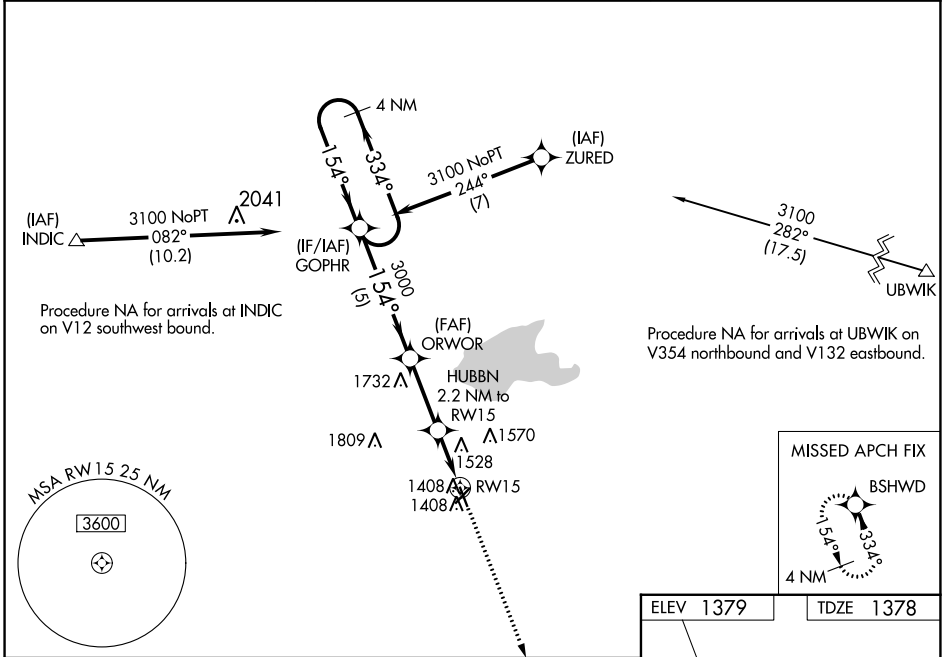 4 NM
154°
334°
(IAF)
ZURED
3100 NoPT
244°
(7)
2041
(IAF)
INDIC
3100 NoPT
082°
(10.2)
(IF/IAF)
GOPHR
3100
282°
(17.5)
UBWIK
3000
154°
(5)
Procedure NA for arrivals at INDIC
on V12 southwest bound.
(FAF)
ORWOR
Procedure NA for arrivals at UBWIK on
V354 northbound and V132 eastbound.
1732
HUBBN
2.2 NM to
RW15
1809
1570
1528
1408
RW15
1408
MSA RW15 25 NM
3600
MISSED APCH FIX
BSHWD
154°
334°
4 NM
ELEV 1379
TDZE 1378